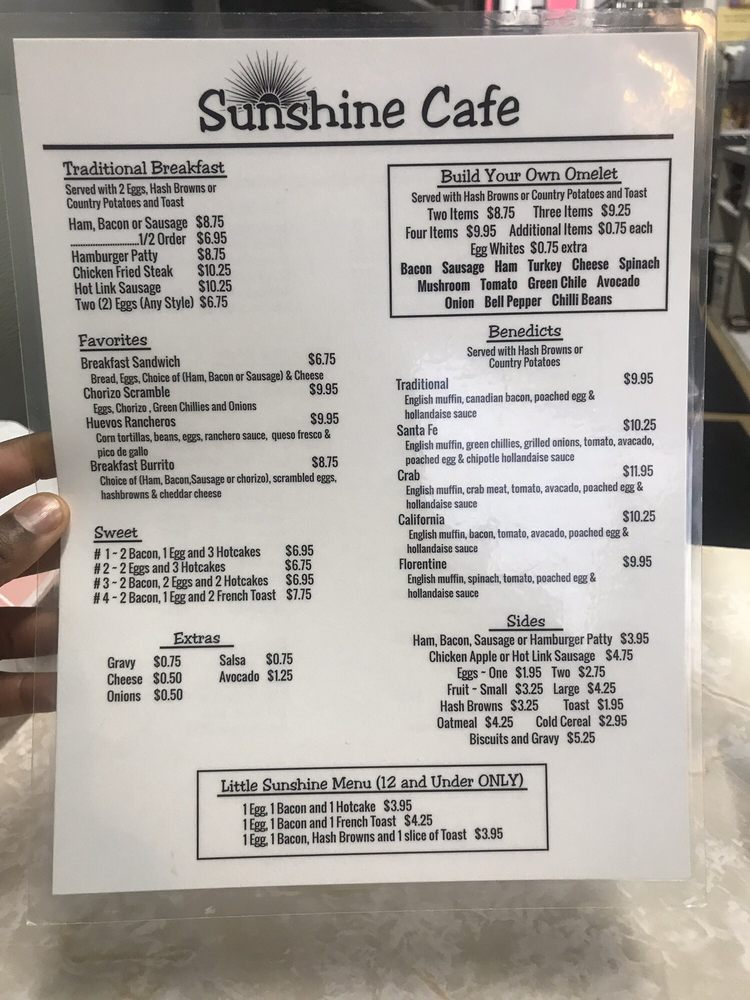 Sunshine Cafe
Traditional Breakfast
Served with 2 Eggs, Hash Browns or
Country Potatoes and Toast
Ham, Bacon or Sausage $8.75
........................1/2 Order $6.95
Hamburger Patty $8.75
Chicken Fried Steak $10.25
Hot Link Sausage $10.25
Two (2) Eggs (Any Style) $6.75
Favorites
Breakfast Sandwich $6.75
Bread, Eggs, Choice of (Ham, Bacon or Sausage) & Cheese
Chorizo Scramble $9.95
Eggs, Chorizo , Green Chillies and Onions
Huevos Rancheros $9.95
Corn tortillas, beans, eggs, ranchero sauce, queso fresco &
pico de gallo
Breakfast Burrito $8.75
Choice of (Ham, Bacon,Sausage or chorizo), scrambled eggs,
hashbrowns & cheddar cheese
Sweet
# 1 ~ 2 Bacon, 1 Egg and 3 Hotcakes $6.95
# 2 ~ 2 Eggs and 3 Hotcakes $6.75
# 3 ~ 2 Bacon, 2 Eggs and 2 Hotcakes $6.95
# 4 ~ 2 Bacon, 1 Egg and 2 French Toast $7.75
Extras
Gravy $0.75 Salsa $0.75
Cheese $0.50 Avocado $1.25
Onions $0.50
Build Your Own Omelet
Served with Hash Browns or Country Potatoes and Toast
Two Items $8.75 Three Items $9.25
Four Items $9.95 Additional Items $0.75 each
Egg Whites $0.75 extra
Bacon Sausage Ham Turkey Cheese Spinach
Mushroom Tomato Green Chile Avocado
Onion Bell Pepper Chilli Beans
Benedicts
Served with Hash Browns or
Country Potatoes
Traditional $9.95
English muffin, canadian bacon, poached egg &
hollandaise sauce
Santa Fe $10.25
English muffin, green chillies, grilled onions, tomato, avacado,
poached egg & chipotle hollandaise sauce
Crab $11.95
English muffin, crab meat, tomato, avacado, poached egg &
hollandaise sauce
California $10.25
English muffin, bacon, tomato, avacado, poached egg &
hollandaise sauce
Florentine $9.95
English muffin, spinach, tomato, poached egg &
hollandaise sauce
Sides
Ham, Bacon, Sausage or Hamburger Patty $3.95
Chicken Apple or Hot Link Sausage $4.75
Eggs ~ One $1.95 Two $2.75
Fruit ~ Small $3.25 Large $4.25
Hash Browns $3.25 Toast $1.95
Oatmeal $4.25 Cold Cereal $2.95
Biscuits and Gravy $5.25
Little Sunshine Menu (12 and Under ONLY)
1 Egg, 1 Bacon and 1 Hotcake $3.95
1 Egg, 1 Bacon and 1 French Toast $4.25
1 Egg, 1 Bacon, Hash Browns and 1 slice of Toast $3.95